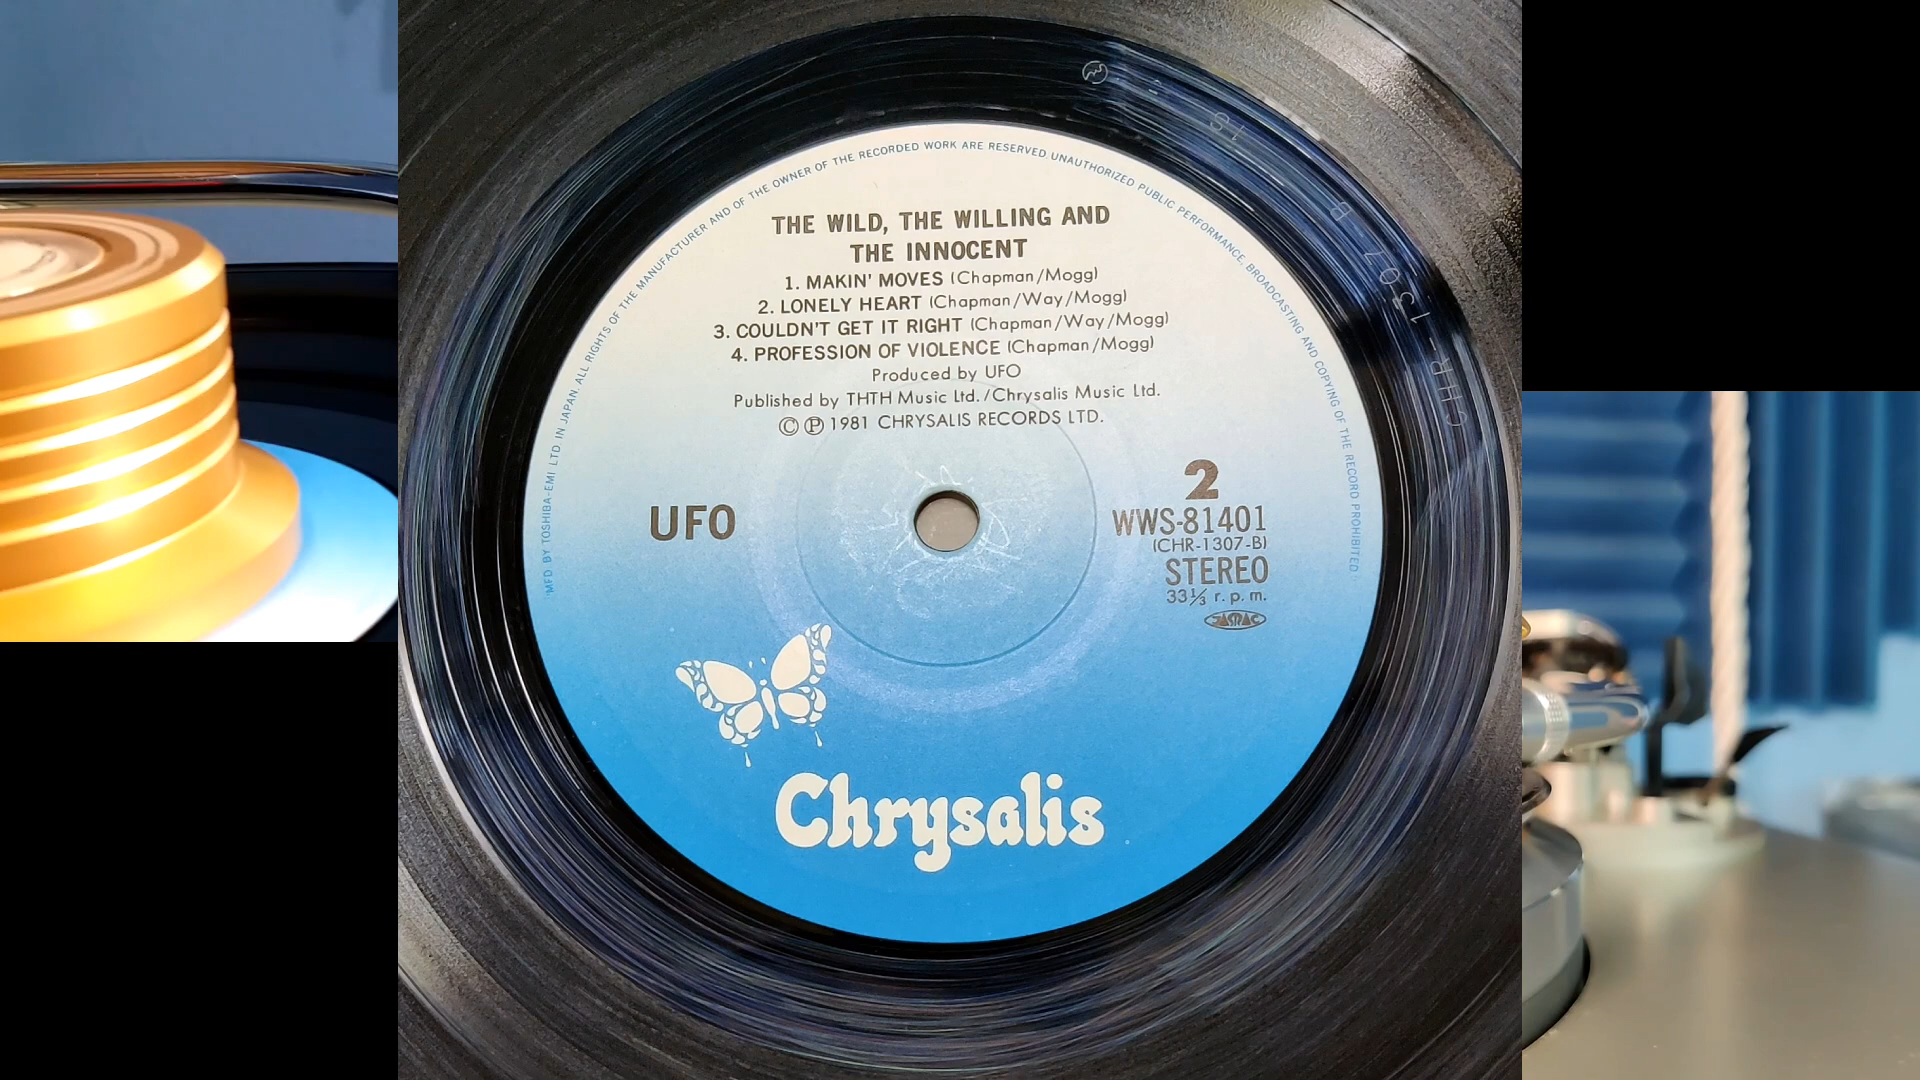 MFD BY TOSHIBA-EMI LTD. IN JAPAN. ALL RIGHTS OF THE MANUFACTURER AND OF THE OWNER OF THE RECORDED WORK ARE RESERVED. UNAUTHORIZED PUBLIC PERFORMANCE, BROADCASTING AND COPYING OF THE RECORD PROHIBITED.
THE WILD, THE WILLING AND
THE INNOCENT
1. MAKIN' MOVES (Chapman/Mogg)
2. LONELY HEART (Chapman/Way/Mogg)
3. COULDN'T GET IT RIGHT (Chapman/Way/Mogg)
4. PROFESSION OF VIOLENCE (Chapman/Mogg)
Produced by UFO
Published by THTH Music Ltd./Chrysalis Music Ltd.
© ℗ 1981 CHRYSALIS RECORDS LTD.
UFO
2
WWS-81401
(CHR-1307-B)
STEREO
33⅓ r.p.m.
JASRAC
Chrysalis
CHR-1307 B
1S